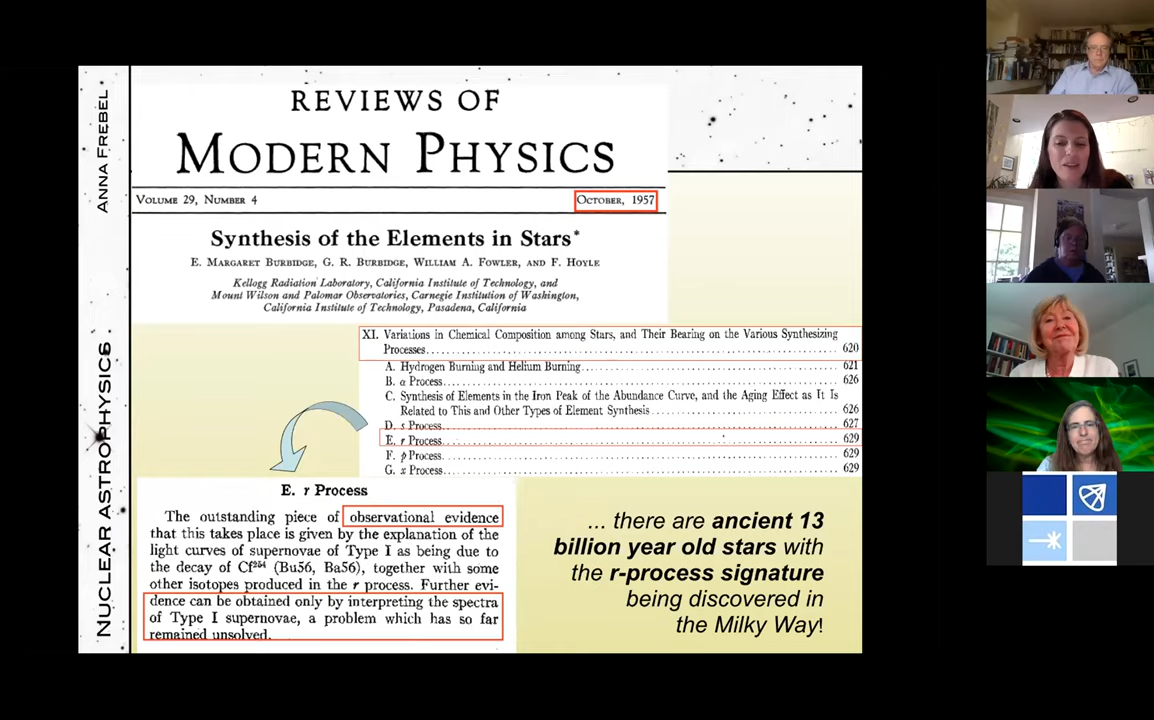 NUCLEAR ASTROPHYSICS
ANNA FREBEL
REVIEWS OF
MODERN PHYSICS
VOLUME 29, NUMBER 4
OCTOBER, 1957
Synthesis of the Elements in Stars*
E. MARGARET BURBIDGE, G. R. BURBIDGE, WILLIAM A. FOWLER, AND F. HOYLE
Kellogg Radiation Laboratory, California Institute of Technology, and
Mount Wilson and Palomar Observatories, Carnegie Institution of Washington,
California Institute of Technology, Pasadena, California
XI. Variations in Chemical Composition among Stars, and Their Bearing on the Various Synthesizing
Processes 620
A. Hydrogen Burning and Helium Burning 621
B. α Process 626
C. Synthesis of Elements in the Iron Peak of the Abundance Curve, and the Aging Effect as It Is
Related to This and Other Types of Element Synthesis 626
D. s Process 627
E. r Process 629
F. p Process 629
G. x Process 629
E. r Process
The outstanding piece of observational evidence
that this takes place is given by the explanation of the
light curves of supernovae of Type I as being due to
the decay of Cf²⁵⁴ (Bu56, Ba56), together with some
other isotopes produced in the r process. Further evi-
dence can be obtained only by interpreting the spectra
of Type I supernovae, a problem which has so far
remained unsolved.
... there are ancient 13
billion year old stars with
the r-process signature
being discovered in
the Milky Way!